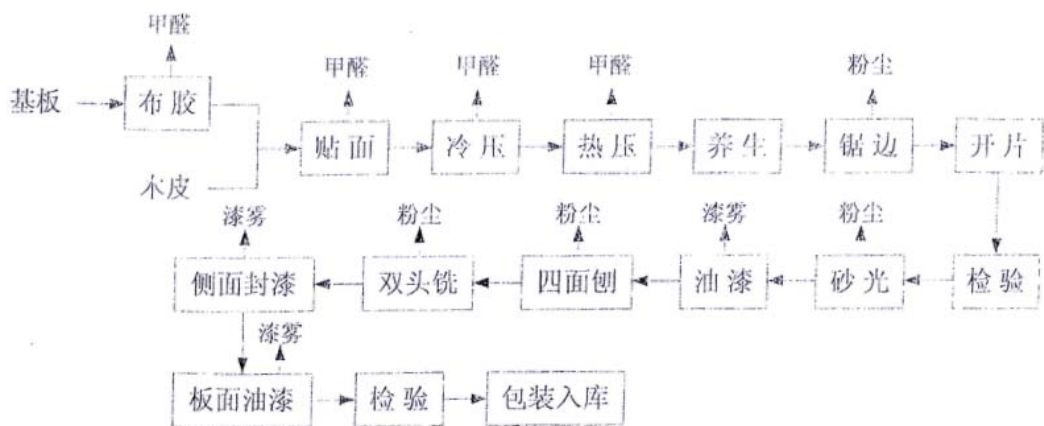 甲醛
甲醛 甲醛 甲醛 粉尘
基板 布胶
贴面 冷压 热压 养生 锯边 开片
木皮
漆雾 粉尘 粉尘 漆雾 粉尘
侧面封漆 双头铣 四面刨 油漆 砂光 检验
漆雾
板面油漆 检验 包装入库